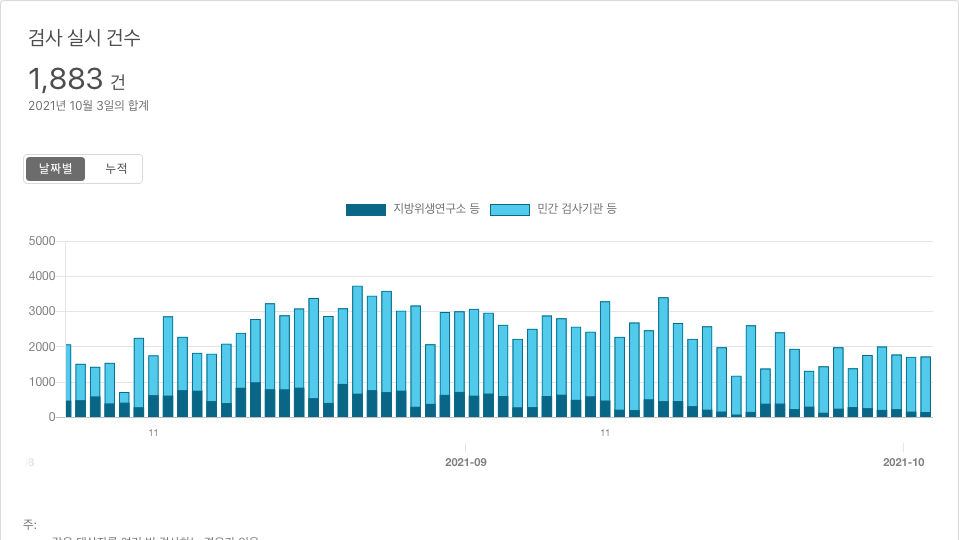 검사 실시 건수
1,883 건
2021년 10월 3일의 합계
날짜별 누적
지방위생연구소 등 민간 검사기관 등
5000
4000
3000
2000
1000
0
11 11
8 2021-09 2021-10
주: